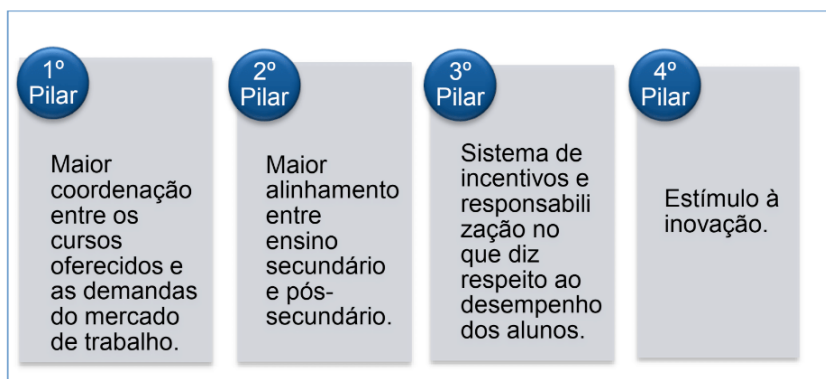 1º
Pilar
Maior
coordenação
entre os
cursos
oferecidos e
as demandas
do mercado
de trabalho.
2º
Pilar
Maior
alinhamento
entre
ensino
secundário
e pós-
secundário.
3º
Pilar
Sistema de
incentivos e
responsabili
zação no
que diz
respeito ao
desempenho
dos alunos.
4º
Pilar
Estímulo à
inovação.